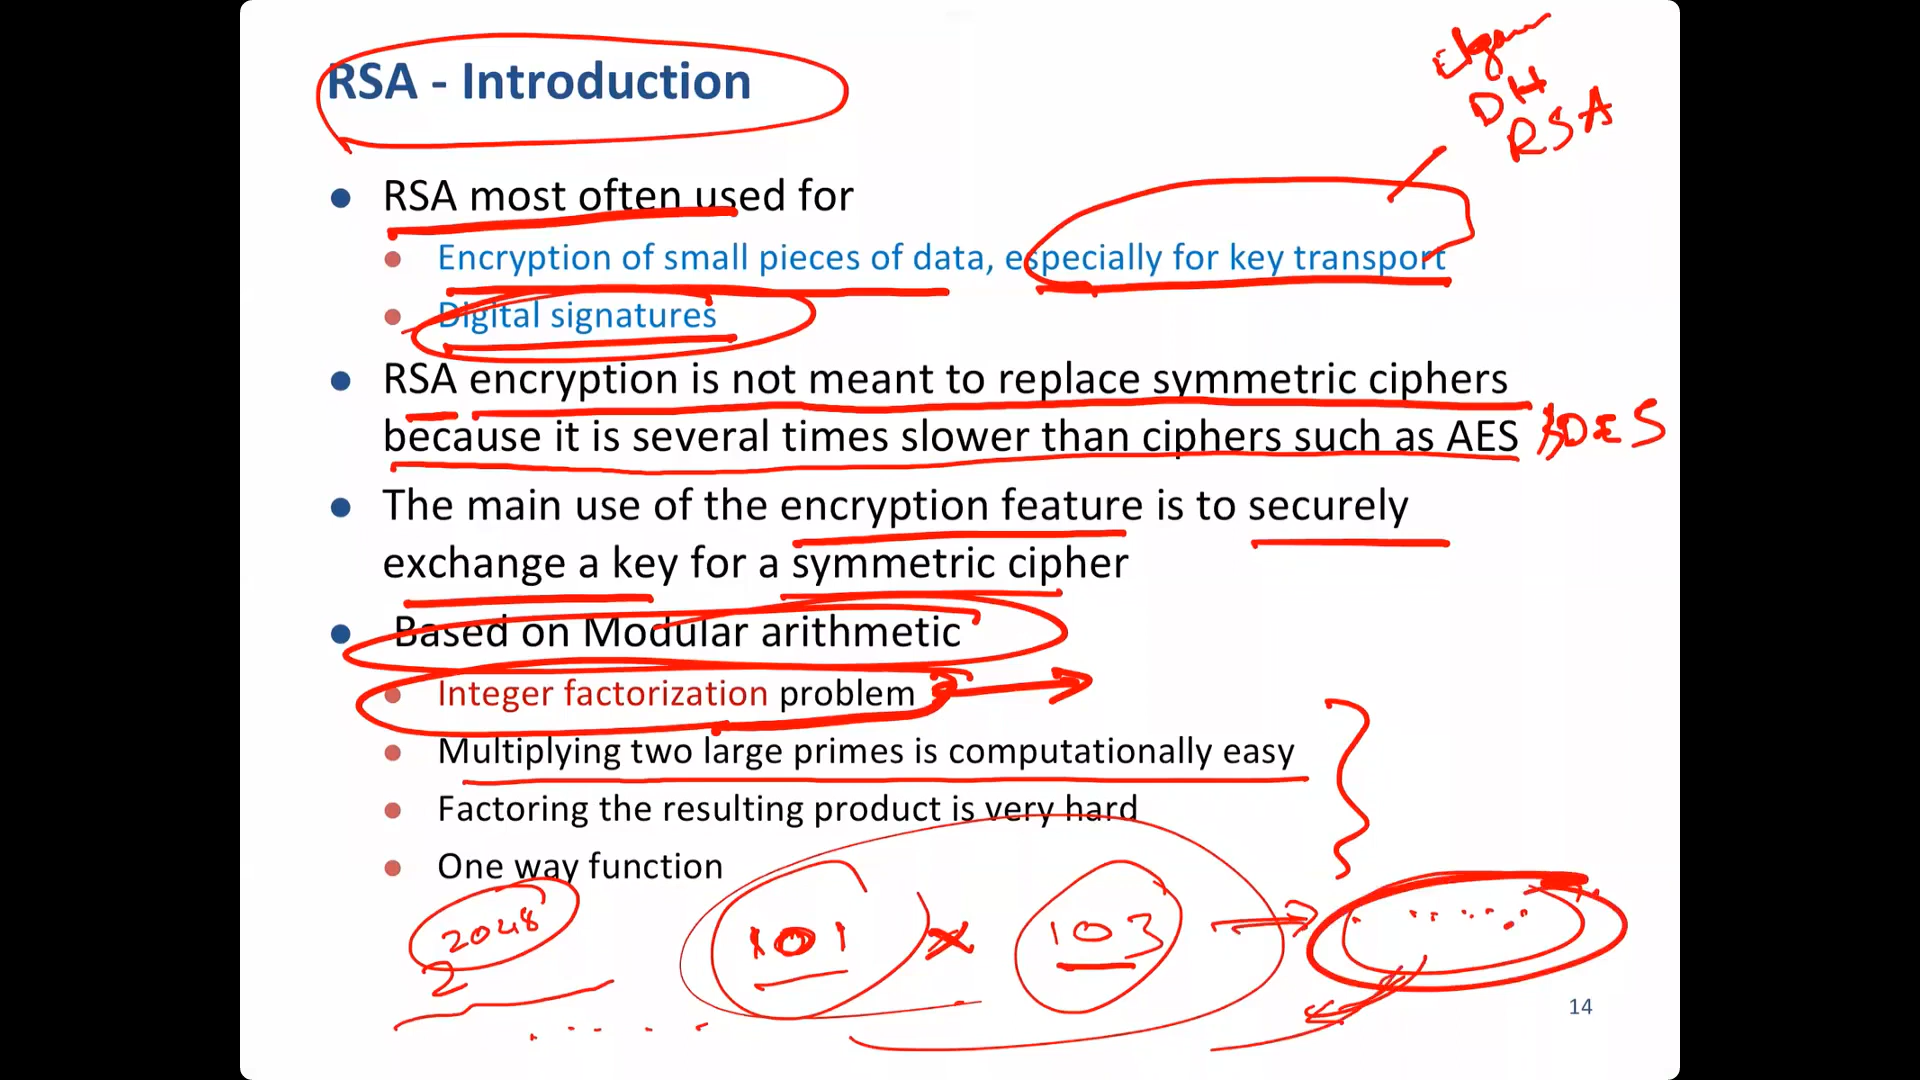 RSA - Introduction
DH
RSA
RSA most often used for
Encryption of small pieces of data, especially for key transport
Digital signatures
RSA encryption is not meant to replace symmetric ciphers
because it is several times slower than ciphers such as AES
DES
The main use of the encryption feature is to securely
exchange a key for a symmetric cipher
Based on Modular arithmetic
Integer factorization problem
Multiplying two large primes is computationally easy
Factoring the resulting product is very hard
One way function
2048
2
101 × 103
14